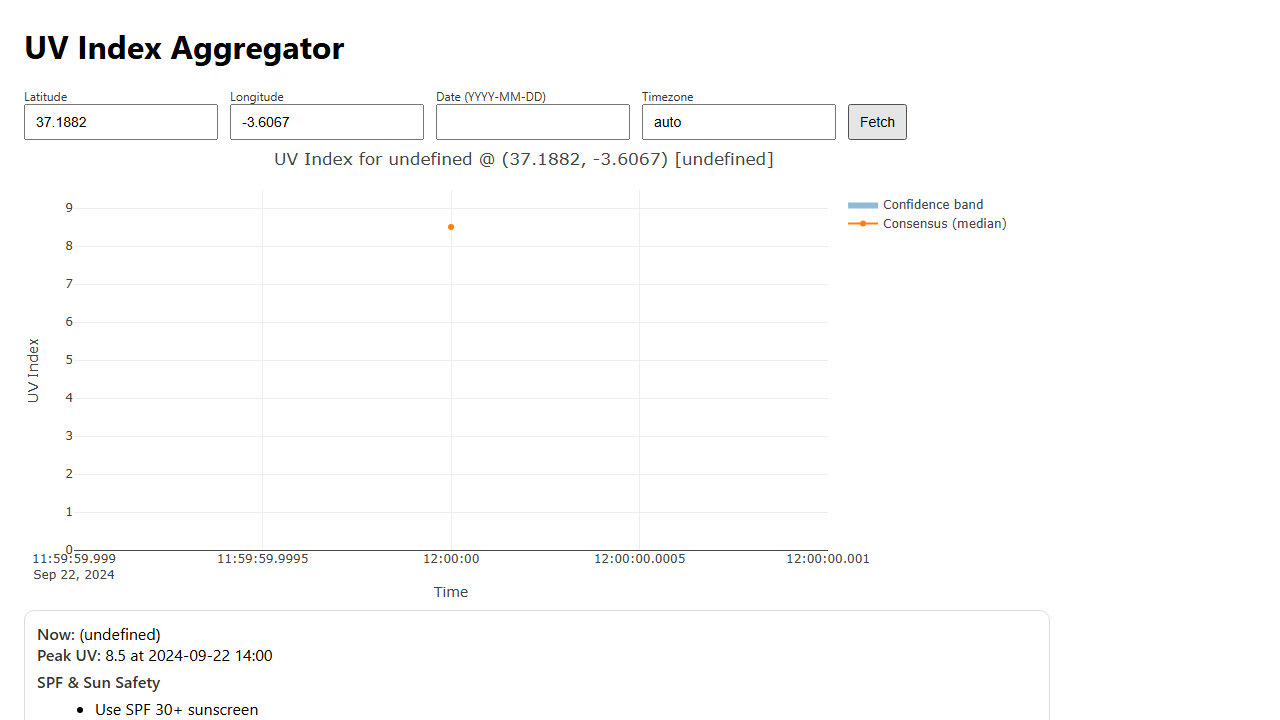 UV Index Aggregator
Latitude Longitude Date (YYYY-MM-DD) Timezone
37.1882 -3.6067 auto Fetch
UV Index for undefined @ (37.1882, -3.6067) [undefined]
Confidence band
Consensus (median)
9
8
7
6
5
4
3
2
1
0
UV Index
11:59:59.999 11:59:59.9995 12:00:00 12:00:00.0005 12:00:00.001
Sep 22, 2024
Time
Now: (undefined)
Peak UV: 8.5 at 2024-09-22 14:00
SPF & Sun Safety
• Use SPF 30+ sunscreen